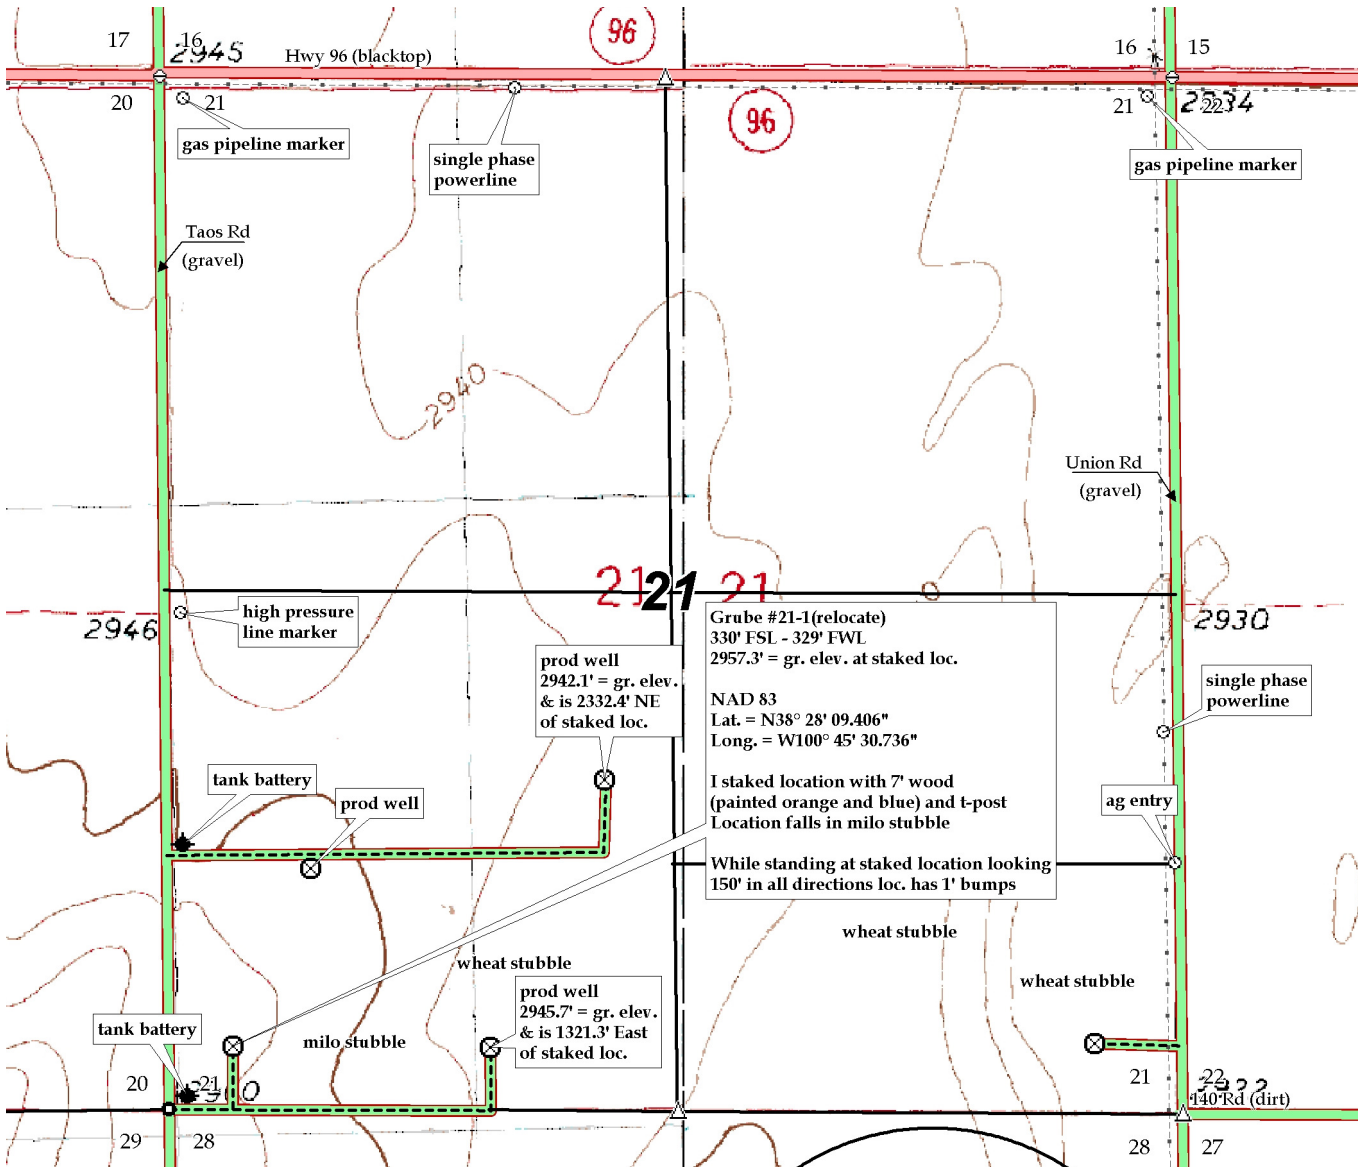 96
17
16
2945
Hwy 96 (blacktop)
16
15
20
21
96
21
22
2234
gas pipeline marker
single phase
powerline
gas pipeline marker
Taos Rd
(gravel)
2940
Union Rd
(gravel)
21
21
21
high pressure
line marker
2946
2930
Grube #21-1(relocate)
330' FSL - 329' FWL
2957.3' = gr. elev. at staked loc.
NAD 83
Lat. = N38° 28' 09.406"
Long. = W100° 45' 30.736"
I staked location with 7' wood
(painted orange and blue) and t-post
Location falls in milo stubble
While standing at staked location looking
150' in all directions loc. has 1' bumps
prod well
2942.1' = gr. elev.
& is 2332.4' NE
of staked loc.
single phase
powerline
tank battery
prod well
ag entry
wheat stubble
wheat stubble
wheat stubble
prod well
2945.7' = gr. elev.
& is 1321.3' East
of staked loc.
tank battery
milo stubble
20
21
21
22
140 Rd (dirt)
29
28
28
27